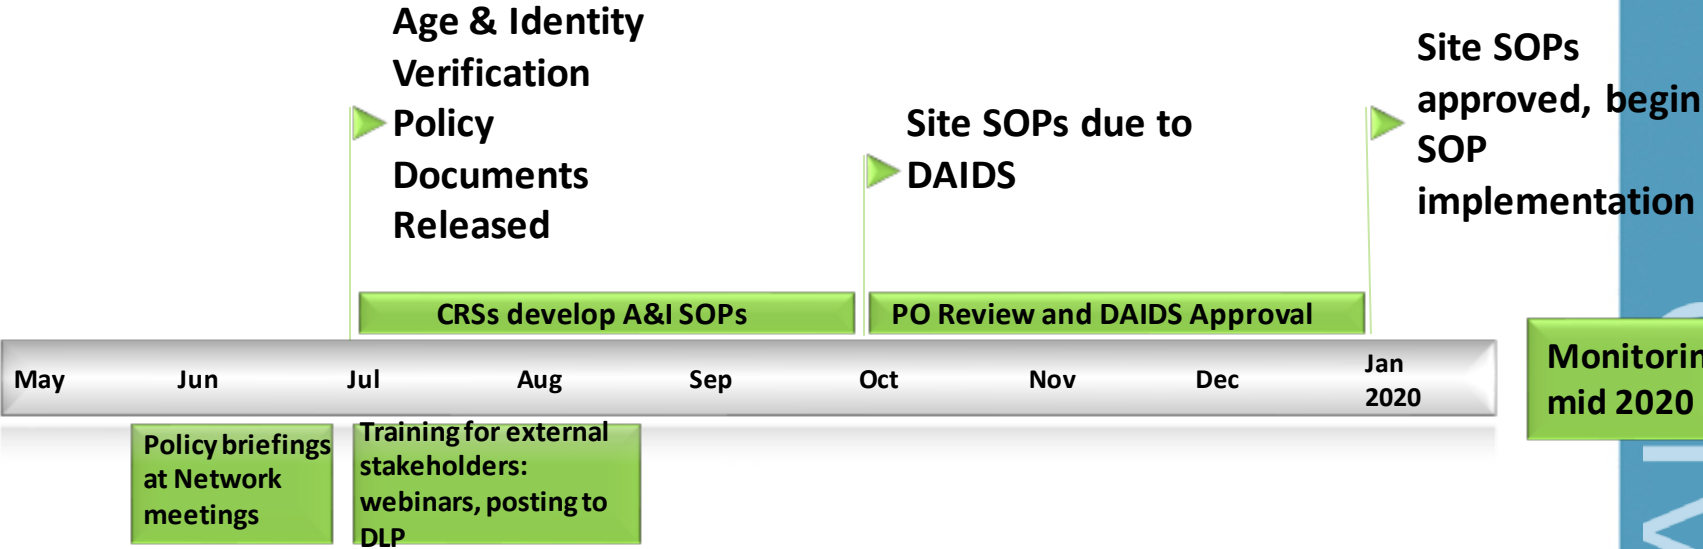 Age & Identity
Verification
Policy
Documents
Released
Site SOPs due to
DAIDS
Site SOPs
approved, begin
SOP
implementation
CRSs develop A&I SOPs
PO Review and DAIDS Approval
May Jun Jul Aug Sep Oct Nov Dec Jan
2020
Policy briefings
at Network
meetings
Training for external
stakeholders:
webinars, posting to
DLP
mid 2020